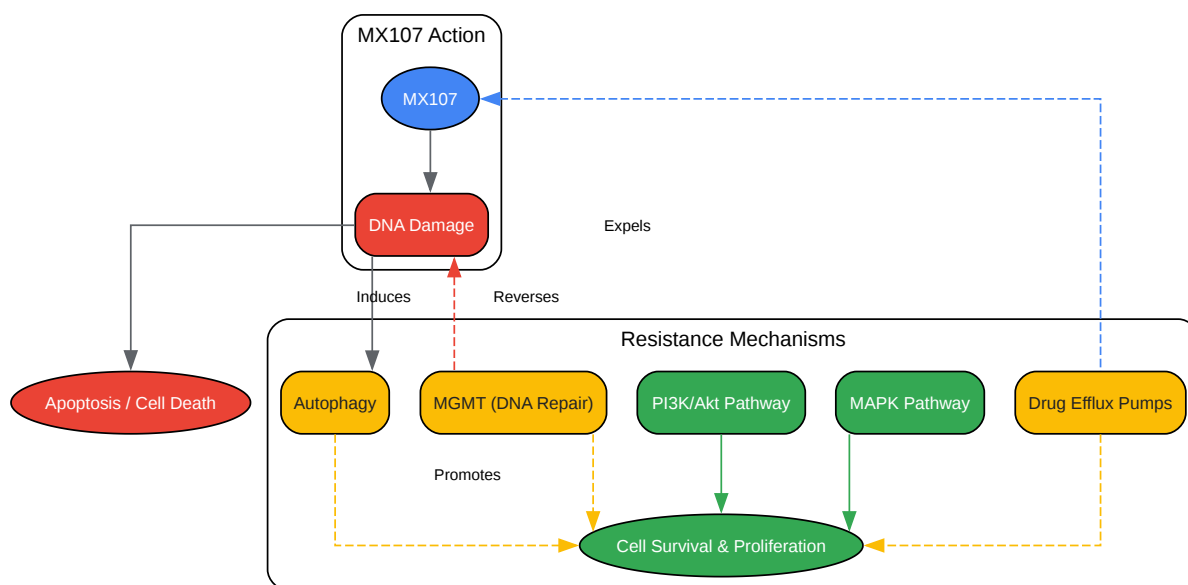 MX107 Action
MX107
DNA Damage
Expels
Induces
Reverses
Resistance Mechanisms
Apoptosis / Cell Death
Autophagy
MGMT (DNA Repair)
PI3K/Akt Pathway
MAPK Pathway
Drug Efflux Pumps
Promotes
Cell Survival & Proliferation